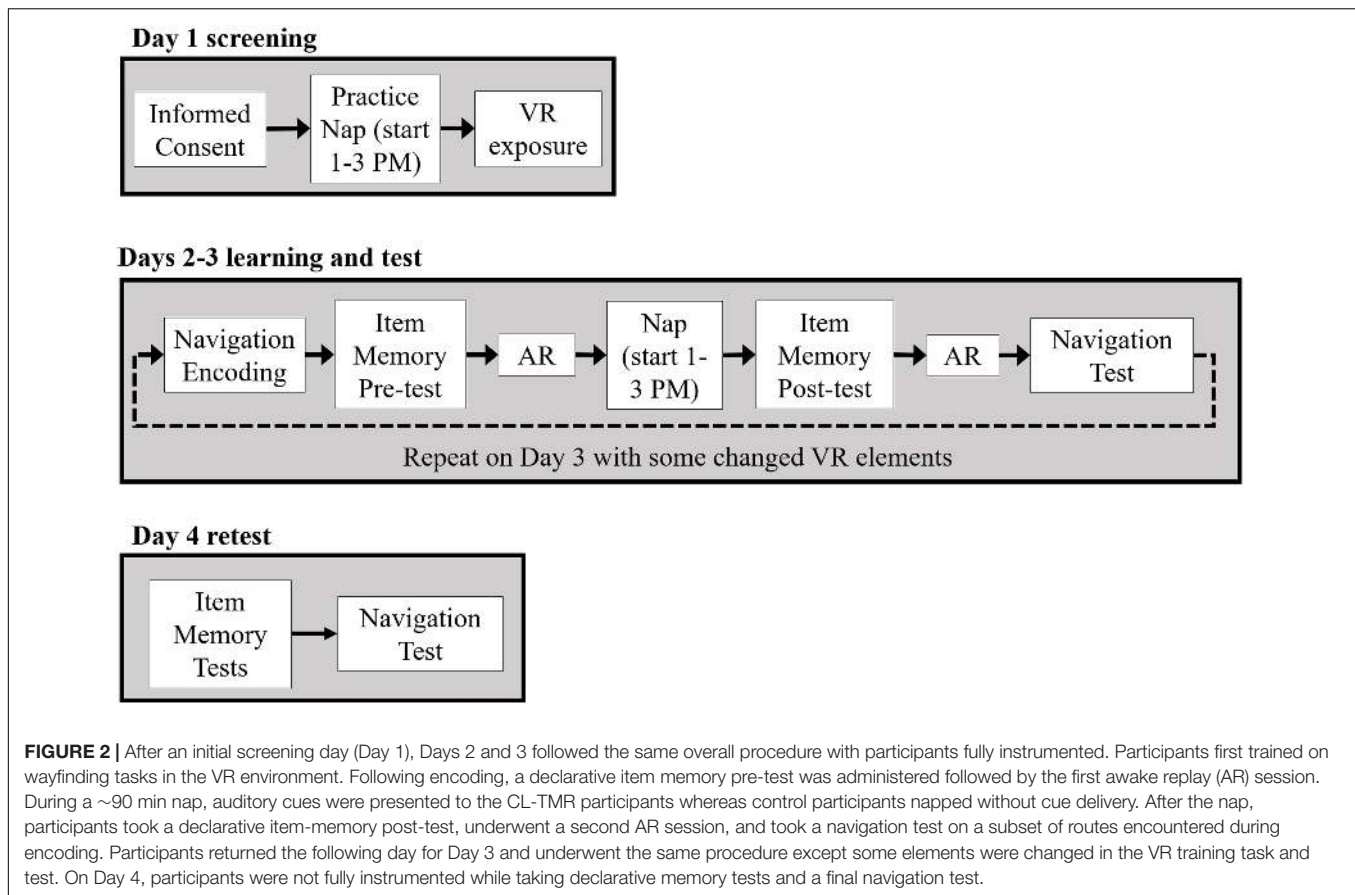 Day 1 screening
Informed
Consent
Practice
Nap (start
1-3 PM)
VR
exposure
Days 2-3 learning and test
Navigation
Encoding
Item
Memory
Pre-test
AR
Nap
(start 1-
3 PM)
Item
Memory
Post-test
AR
Navigation
Test
Repeat on Day 3 with some changed VR elements
Day 4 retest
Item
Memory
Tests
Navigation
Test
FIGURE 2 | After an initial screening day (Day 1), Days 2 and 3 followed the same overall procedure with participants fully instrumented. Participants first trained on
wayfinding tasks in the VR environment. Following encoding, a declarative item memory pre-test was administered followed by the first awake replay (AR) session.
During a ∼90 min nap, auditory cues were presented to the CL-TMR participants whereas control participants napped without cue delivery. After the nap,
participants took a declarative item-memory post-test, underwent a second AR session, and took a navigation test on a subset of routes encountered during
encoding. Participants returned the following day for Day 3 and underwent the same procedure except some elements were changed in the VR training task and
test. On Day 4, participants were not fully instrumented while taking declarative memory tests and a final navigation test.